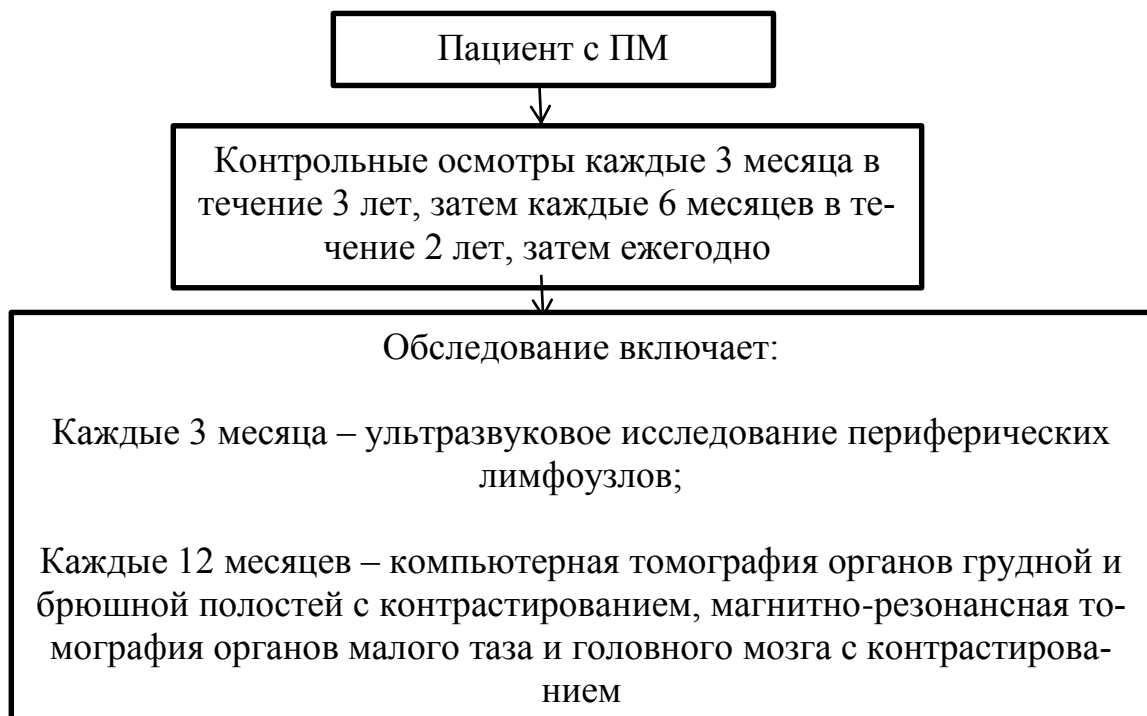 Пациент с ПМ
Контрольные осмотры каждые 3 месяца в
течение 3 лет, затем каждые 6 месяцев в те-
чение 2 лет, затем ежегодно
Обследование включает:
Каждые 3 месяца – ультразвуковое исследование периферических
лимфоузлов;
Каждые 12 месяцев – компьютерная томография органов грудной и
брюшной полостей с контрастированием, магнитно-резонансная то-
мография органов малого таза и головного мозга с контрастирова-
нием